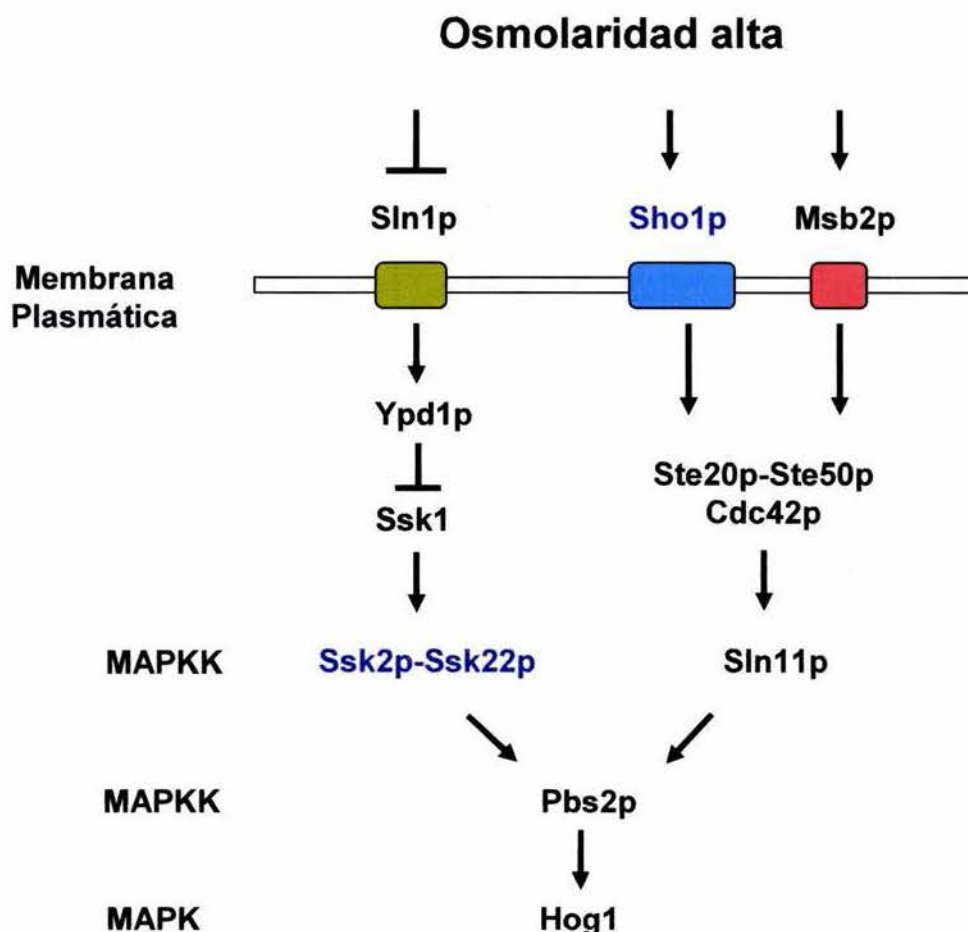 Osmolaridad alta
Sln1p
Sho1p
Msb2p
Membrana
Plasmática
Ypd1p
Ste20p-Ste50p
Cdc42p
Ssk1
MAPKK
Ssk2p-Ssk22p
Sln11p
MAPKK
Pbs2p
MAPK
Hog1